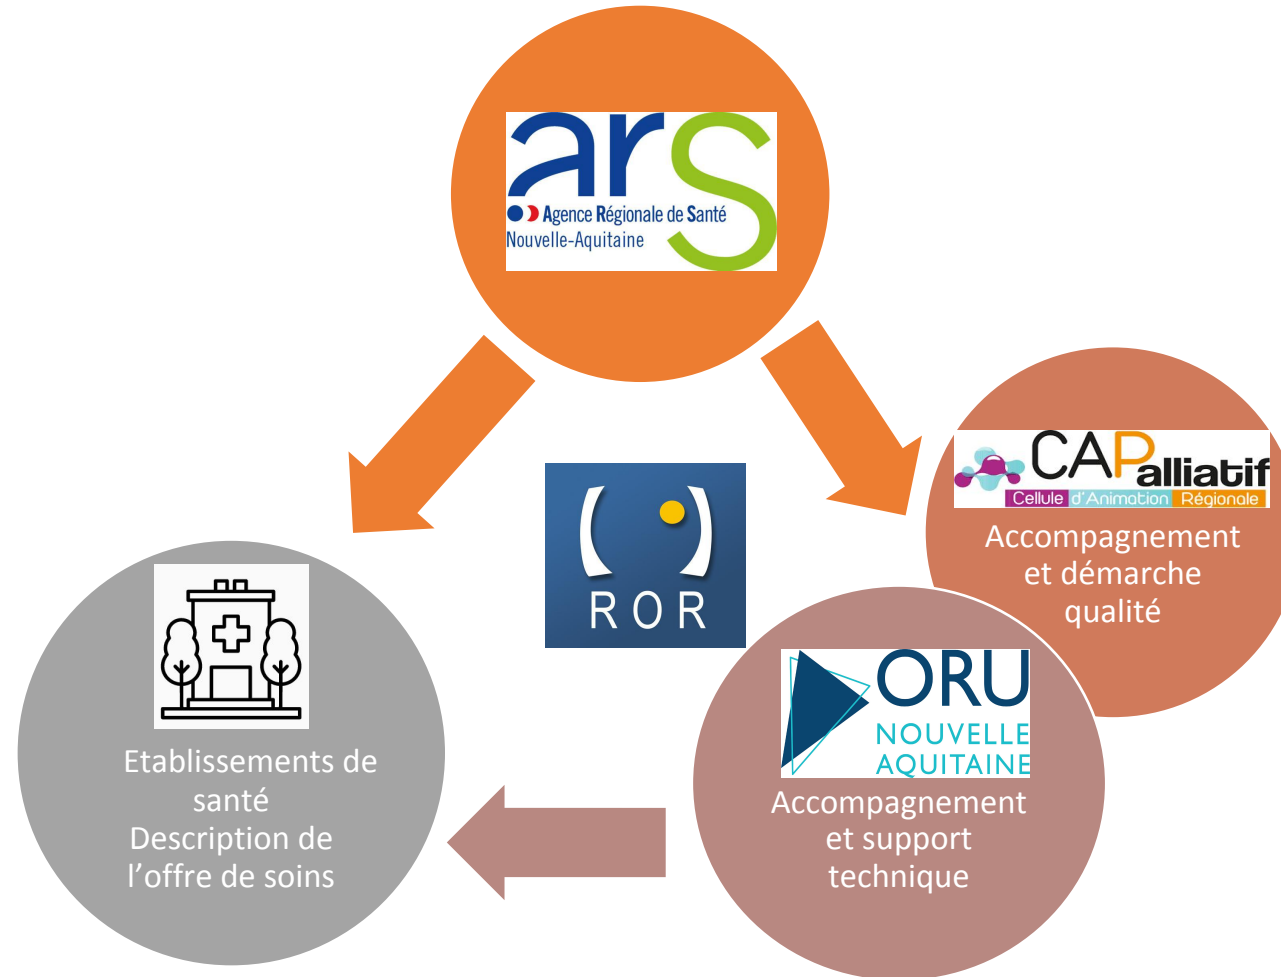 ars
Agence Régionale de Santé
Nouvelle-Aquitaine
CAPalliatif
Cellule d'Animation Régionale
Accompagnement
et démarche
qualité
ROR
ORU
NOUVELLE
AQUITAINE
Accompagnement
et support
technique
Etablissements de
santé
Description de
l'offre de soins